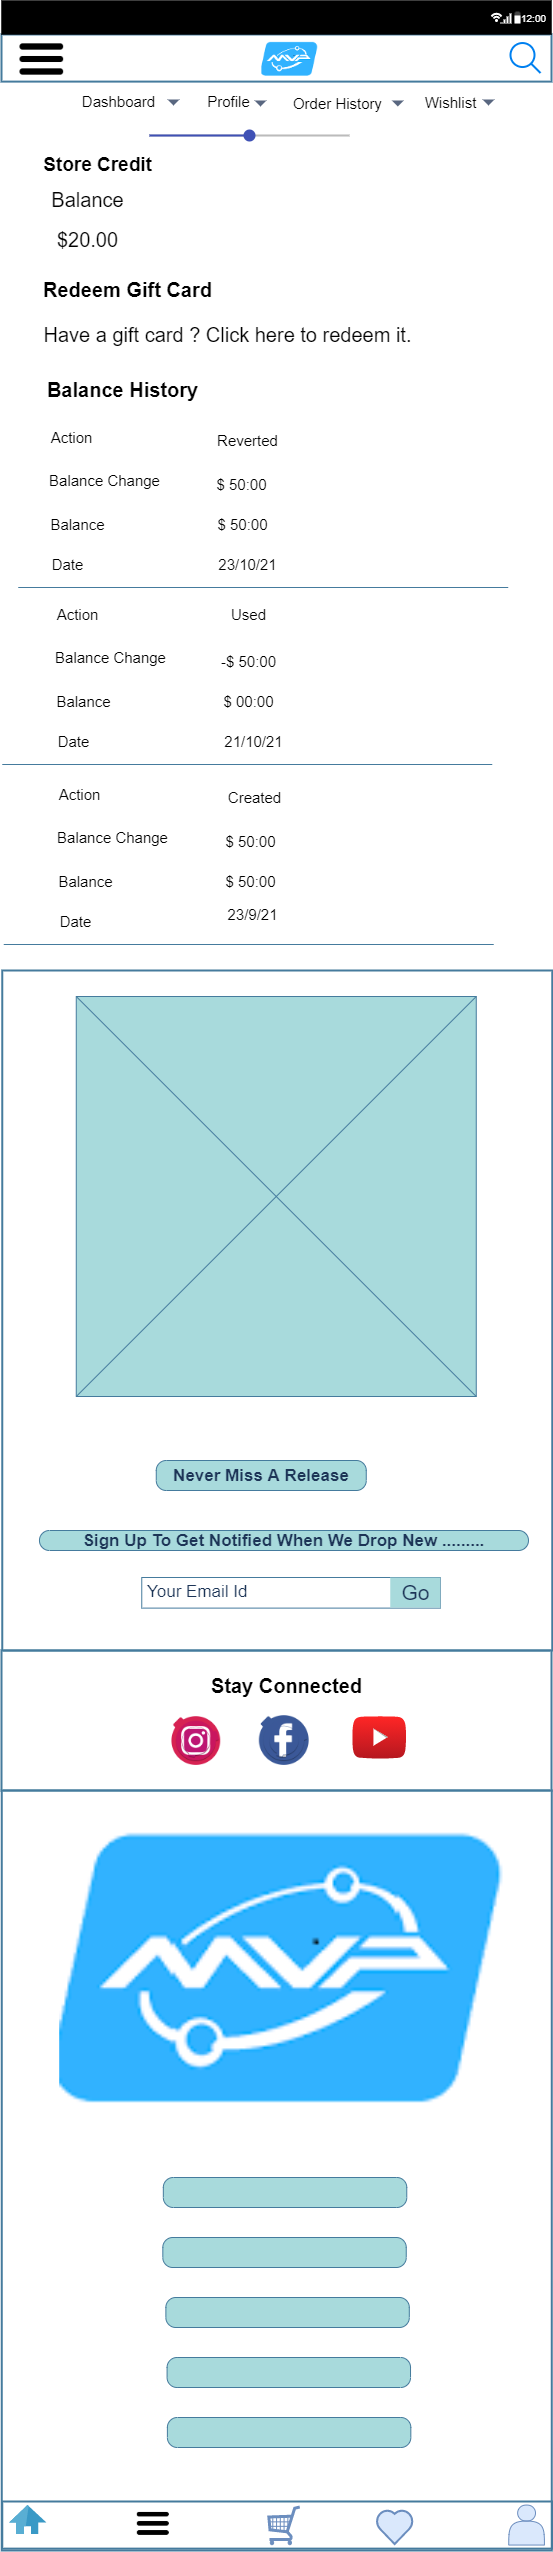 12:00
MVP
Dashboard Profile Order History Wishlist
Store Credit
Balance
$20.00
Redeem Gift Card
Have a gift card ? Click here to redeem it.
Balance History
Action Reverted
Balance Change $ 50:00
Balance $ 50:00
Date 23/10/21
Action Used
Balance Change -$ 50:00
Balance $ 00:00
Date 21/10/21
Action Created
Balance Change $ 50:00
Balance $ 50:00
Date 23/9/21
Never Miss A Release
Sign Up To Get Notified When We Drop New .........
Your Email Id Go
Stay Connected
MVP